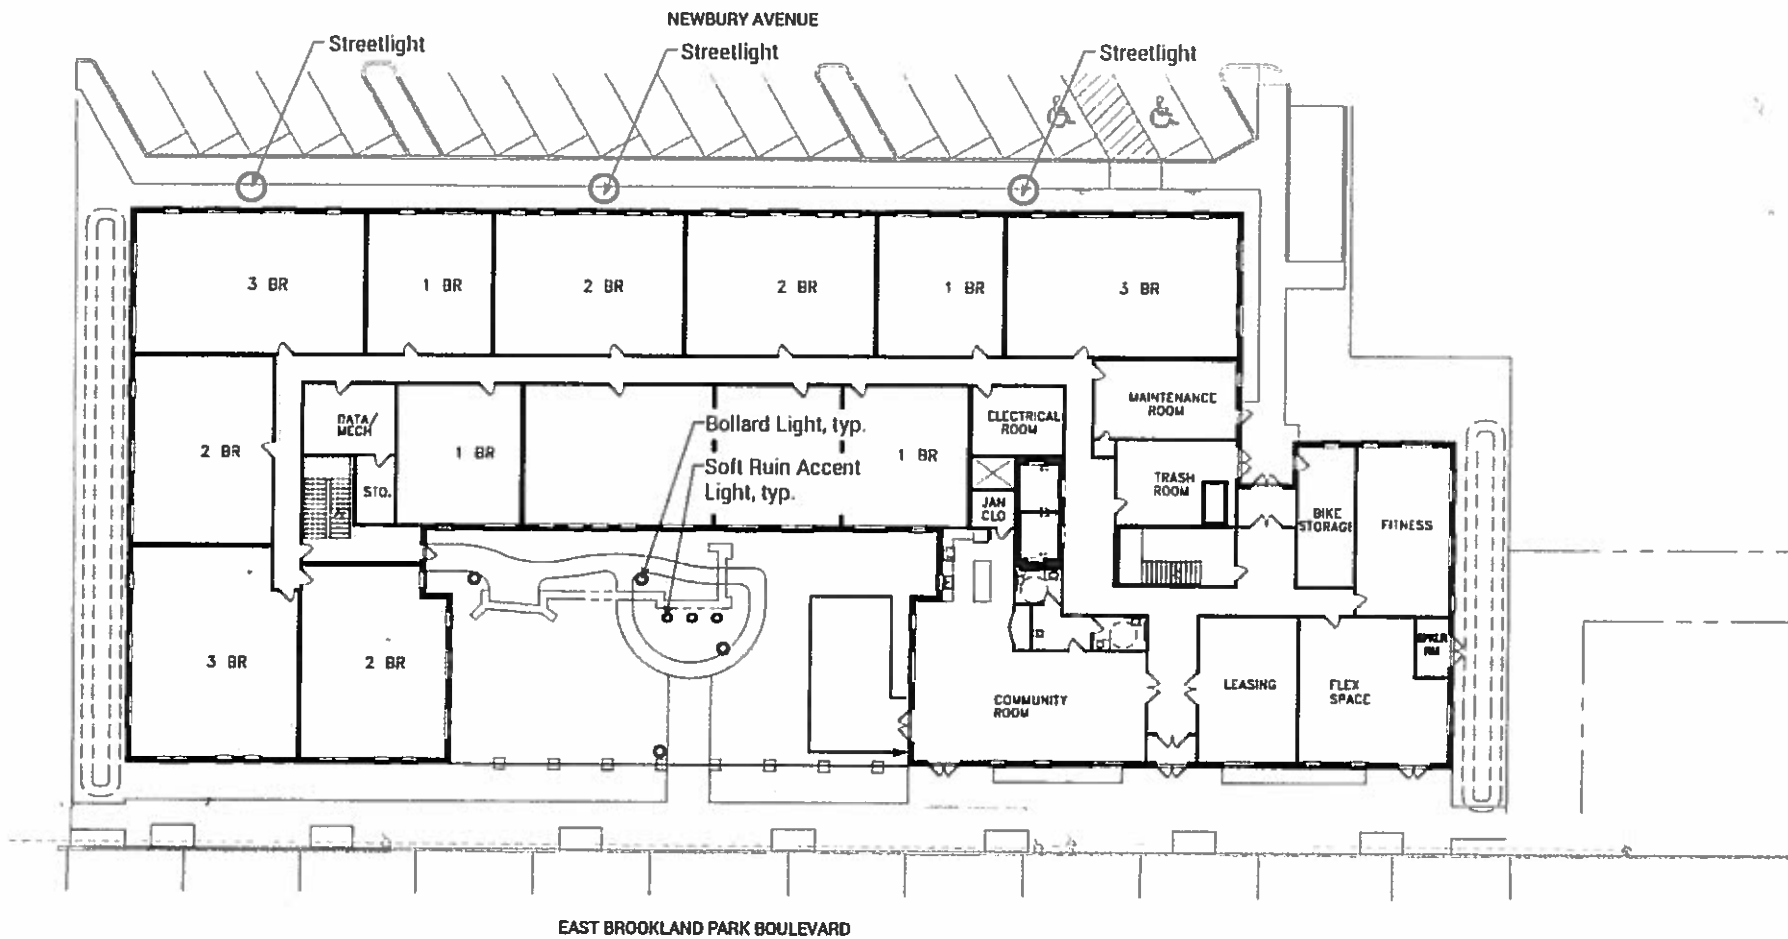 NEWBURY AVENUE
Streetlight
Streetlight
Streetlight
3 BR
1 BR
2 BR
2 BR
1 BR
3 BR
MAINTENANCE
ROOM
DATA/
MECH
ELECTRICAL
ROOM
Bollard Light, typ.
2 BR
1 BR
1 BR
Soft Ruin Accent
Light, typ.
STO.
TRASH
ROOM
JAN
CLO
BIKE
STORAGE
FITNESS
3 BR
2 BR
COMMUNITY
ROOM
LEASING
FLEX
SPACE
RM
EAST BROOKLAND PARK BOULEVARD